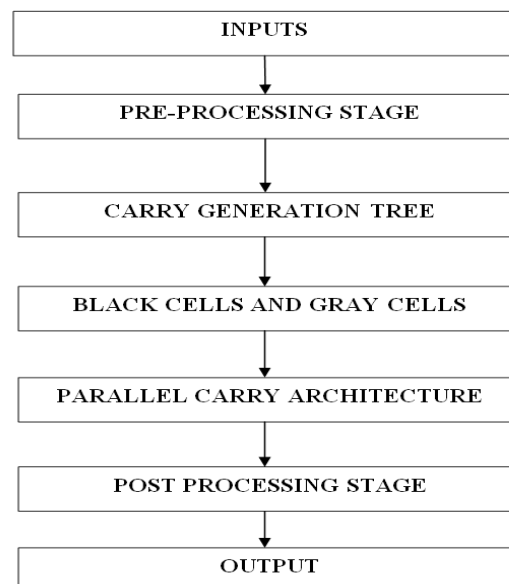 INPUTS
PRE-PROCESSING STAGE
CARRY GENERATION TREE
BLACK CELLS AND GRAY CELLS
PARALLEL CARRY ARCHITECTURE
POST PROCESSING STAGE
OUTPUT